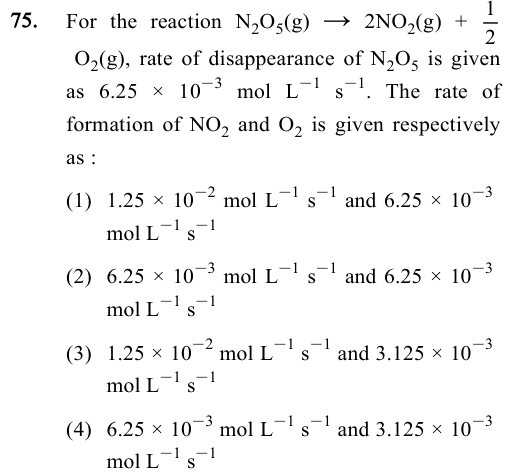 75. For the reaction N₂O₅(g) → 2NO₂(g) + 1/2
O₂(g), rate of disappearance of N₂O₅ is given
as 6.25 × 10⁻³ mol L⁻¹ s⁻¹. The rate of
formation of NO₂ and O₂ is given respectively
as :
(1) 1.25 × 10⁻² mol L⁻¹ s⁻¹ and 6.25 × 10⁻³
mol L⁻¹ s⁻¹
(2) 6.25 × 10⁻³ mol L⁻¹ s⁻¹ and 6.25 × 10⁻³
mol L⁻¹ s⁻¹
(3) 1.25 × 10⁻² mol L⁻¹ s⁻¹ and 3.125 × 10⁻³
mol L⁻¹ s⁻¹
(4) 6.25 × 10⁻³ mol L⁻¹ s⁻¹ and 3.125 × 10⁻³
mol L⁻¹ s⁻¹